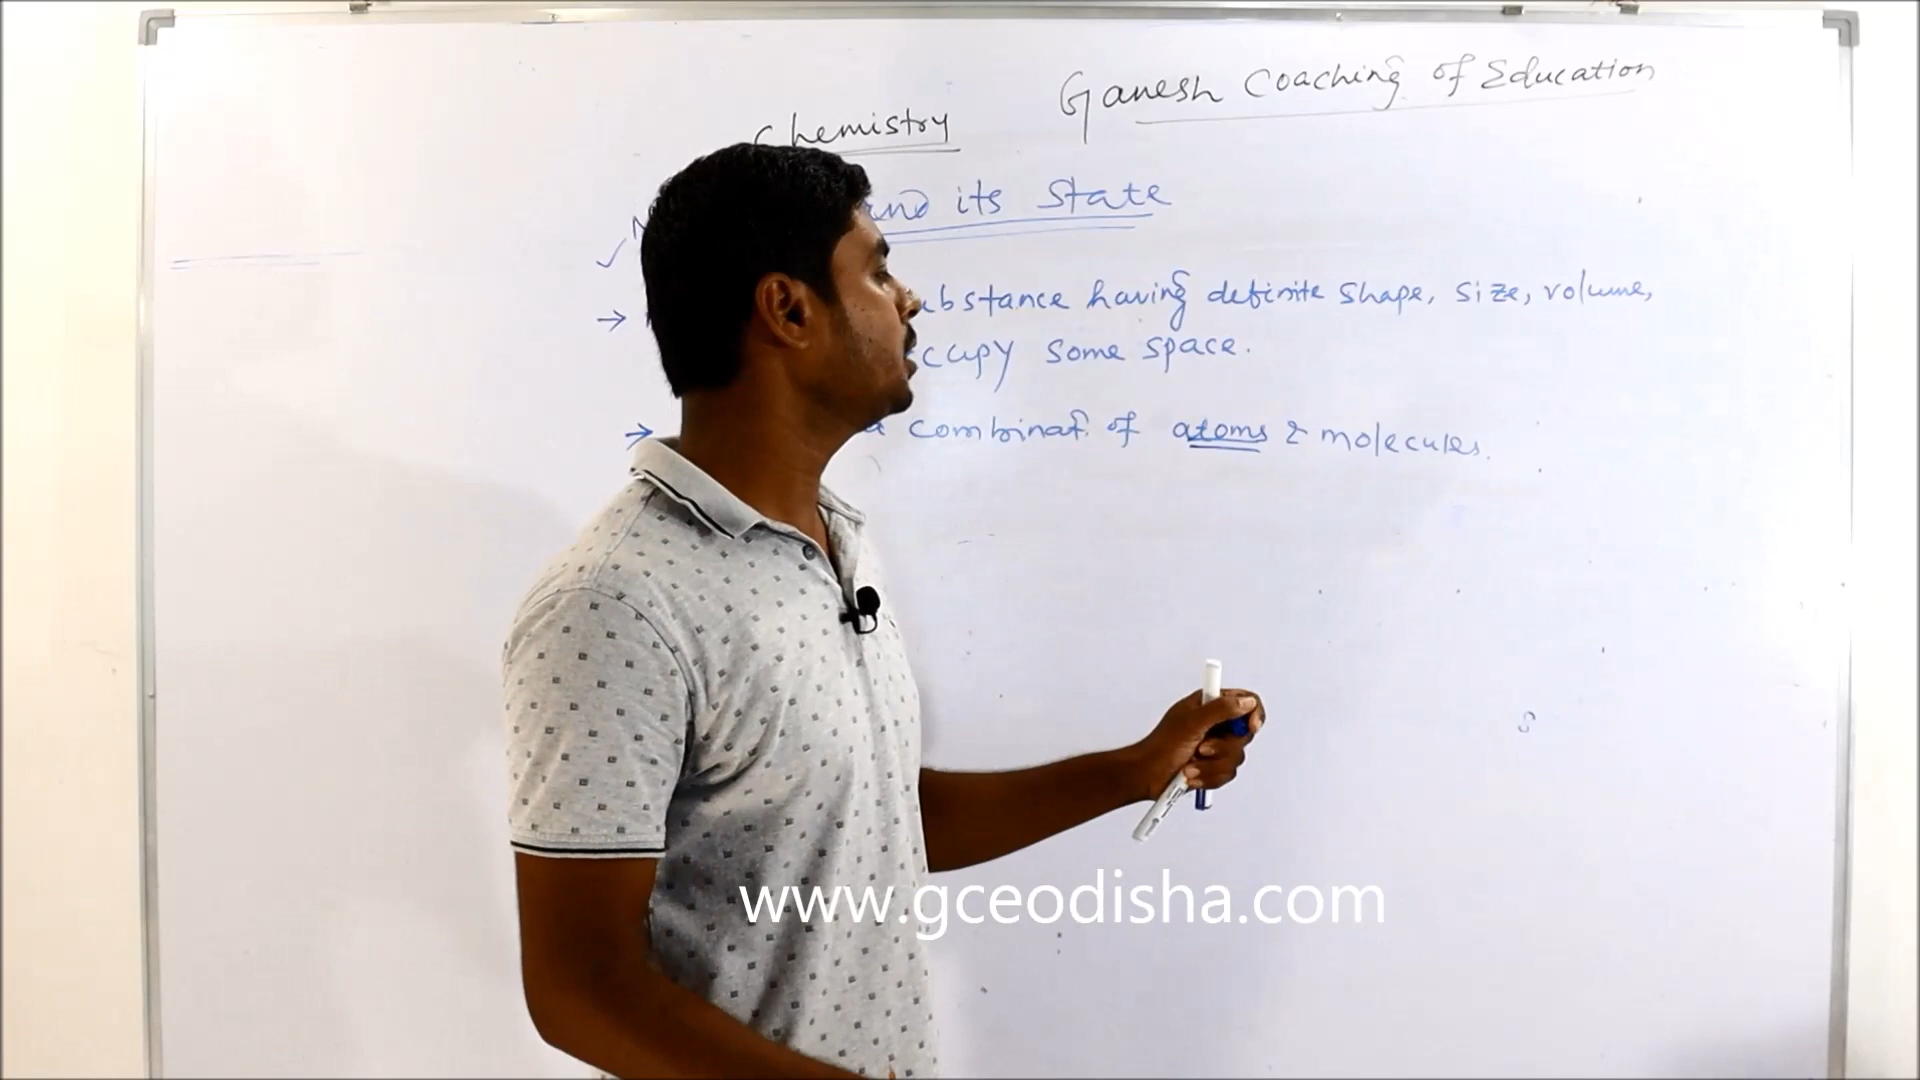 Ganesh Coaching of Education
Chemistry
and its state
→ ubstance having definite shape, size, volume,
ccupy some space.
→ a combinat. of atoms & molecules.
www.gceodisha.com